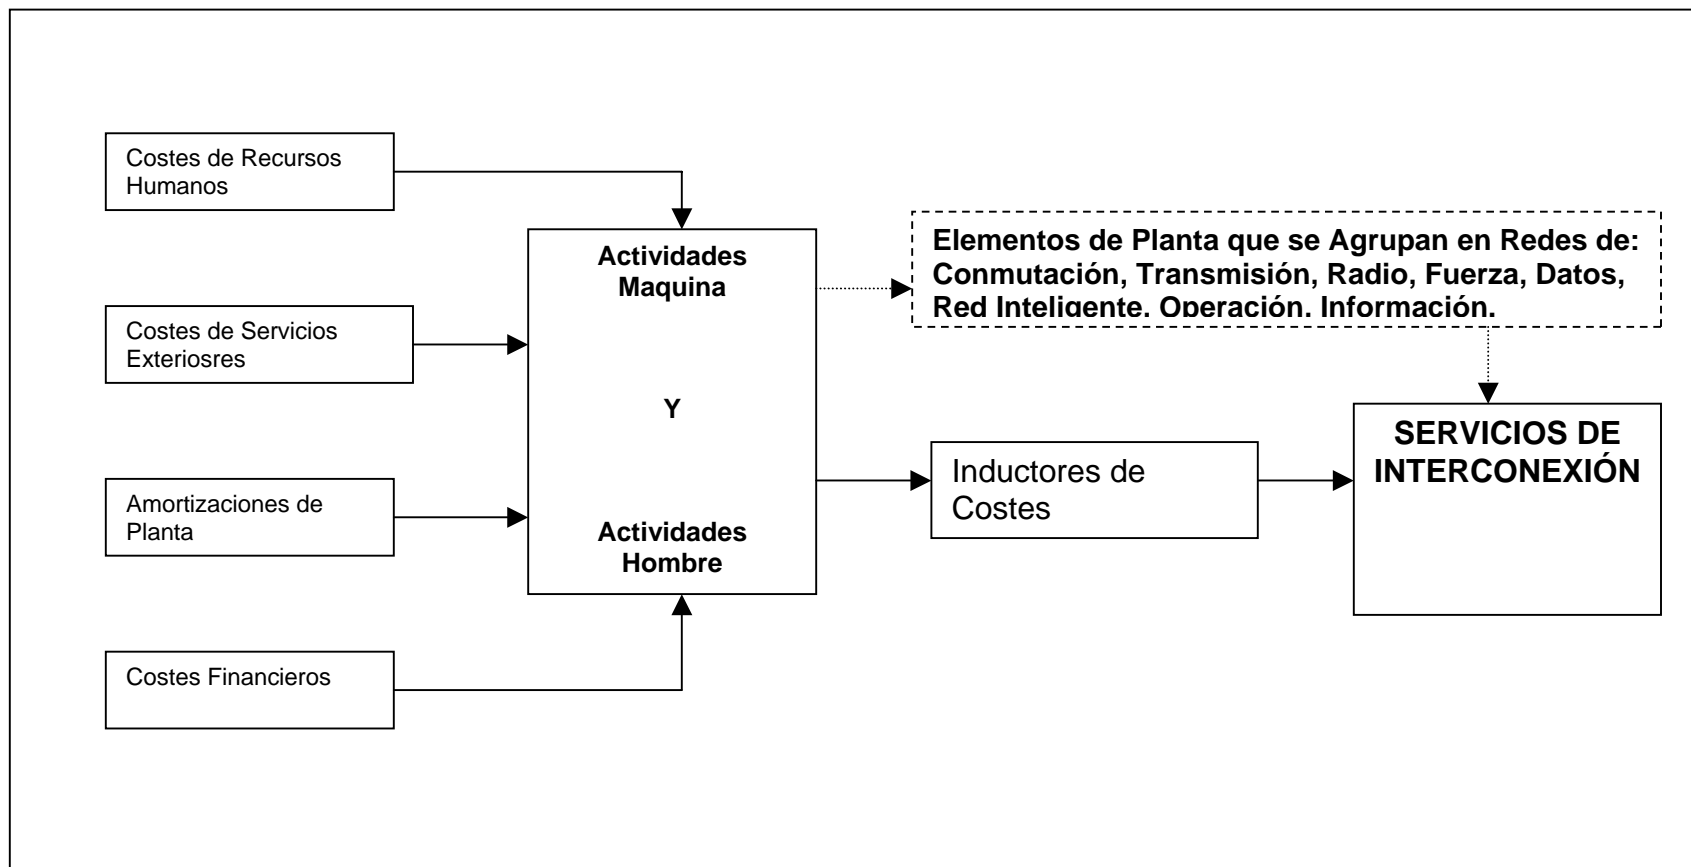 Costes de Recursos
Humanos
Costes de Servicios
Exteriosres
Amortizaciones de
Planta
Costes Financieros
Actividades
Maquina
Y
Actividades
Hombre
Elementos de Planta que se Agrupan en Redes de:
Conmutación, Transmisión, Radio, Fuerza, Datos,
Red Inteligente, Operación, Información.
Inductores de
Costes
SERVICIOS DE
INTERCONEXIÓN